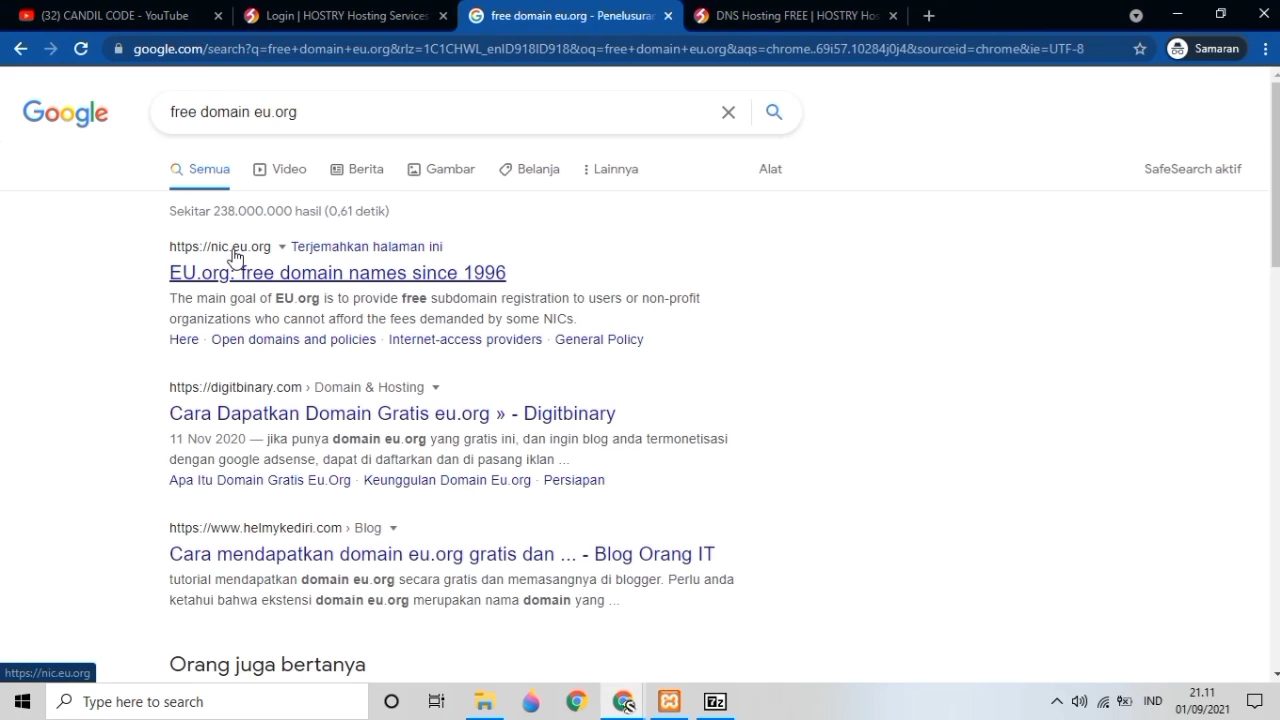 (32) CANDIL CODE - YouTube
Login | HOSTRY Hosting Services
free domain eu.org - Penelusuran
DNS Hosting FREE | HOSTRY Hos
google.com/search?q=free+domain+eu.org&rlz=1C1CHWL_enID918ID918&oq=free+domain+eu.org&aqs=chrome..69i57.10284j0j4&sourceid=chrome&ie=UTF-8
Samaran
Google
free domain eu.org
Semua
Video
Berita
Gambar
Belanja
Lainnya
Alat
SafeSearch aktif
Sekitar 238.000.000 hasil (0,61 detik)
https://nic.eu.org Terjemahkan halaman ini
EU.org: free domain names since 1996
The main goal of EU.org is to provide free subdomain registration to users or non-profit
organizations who cannot afford the fees demanded by some NICs.
Here · Open domains and policies · Internet-access providers · General Policy
https://digitbinary.com › Domain & Hosting
Cara Dapatkan Domain Gratis eu.org » - Digitbinary
11 Nov 2020 — jika punya domain eu.org yang gratis ini, dan ingin blog anda termonetisasi
dengan google adsense, dapat di daftarkan dan di pasang iklan ...
Apa Itu Domain Gratis Eu.Org · Keunggulan Domain Eu.org · Persiapan
https://www.helmykediri.com › Blog
Cara mendapatkan domain eu.org gratis dan ... - Blog Orang IT
tutorial mendapatkan domain eu.org secara gratis dan memasangnya di blogger. Perlu anda
ketahui bahwa ekstensi domain eu.org merupakan nama domain yang ...
Orang juga bertanya
https://nic.eu.org
Type here to search
7z
IND
21.11
01/09/2021